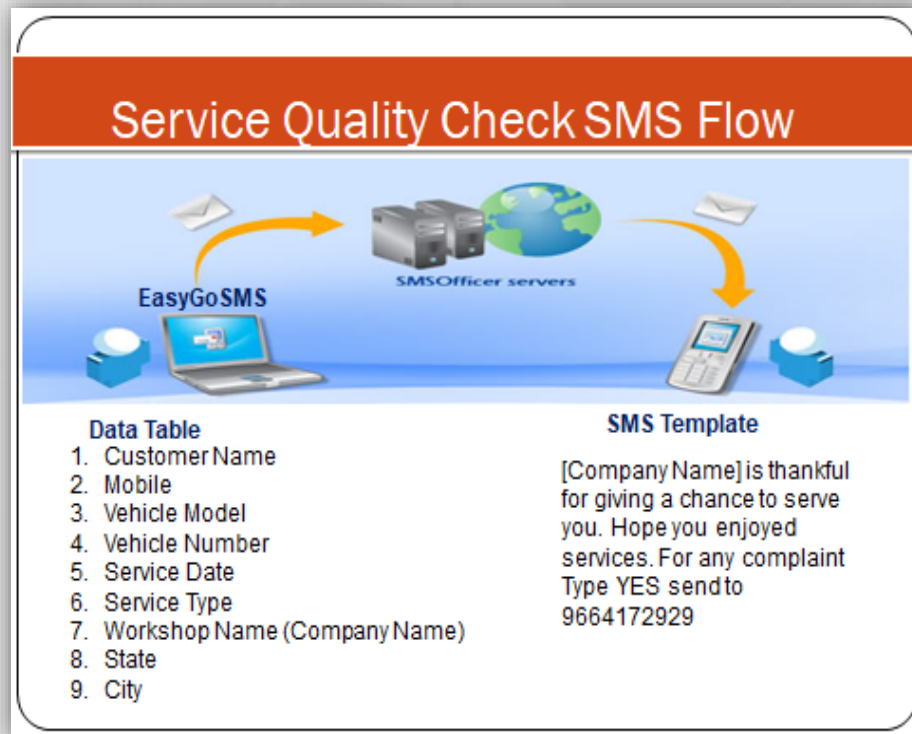 Service Quality Check SMS Flow
SMSOfficer servers
EasyGoSMS
Data Table
1. Customer Name
2. Mobile
3. Vehicle Model
4. Vehicle Number
5. Service Date
6. Service Type
7. Workshop Name (Company Name)
8. State
9. City
SMS Template
[Company Name] is thankful
for giving a chance to serve
you. Hope you enjoyed
services. For any complaint
Type YES send to
9664172929